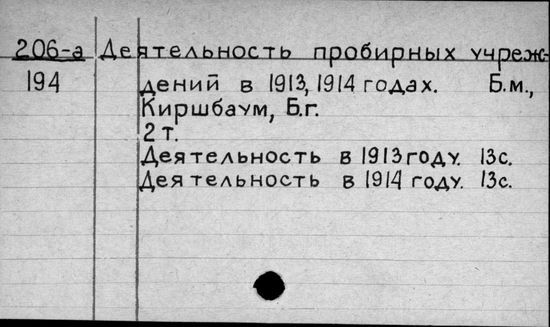 206-а Деятельность пробирных учреж-
194 дений в 1913, 1914 годах. Б.м.,
Киршбаум, Б.г.
2 т.
Деятельность в 1913 году. 13с.
Деятельность в 1914 году. 13с.